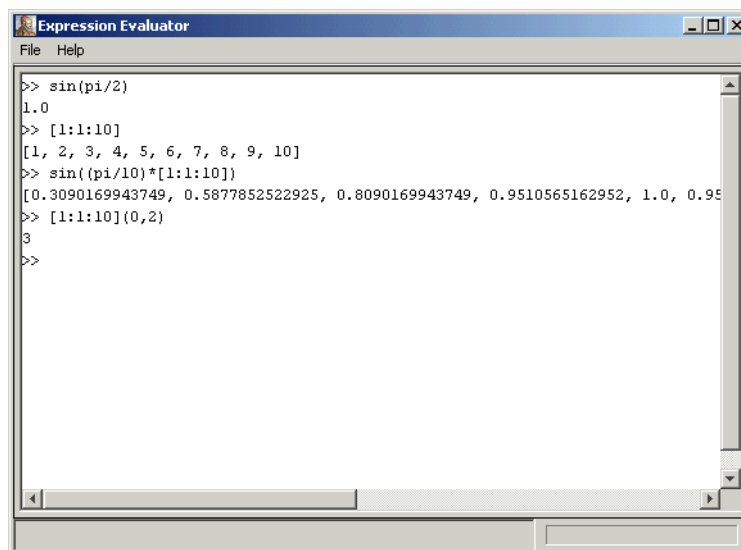 Expression Evaluator
File Help
>> sin(pi/2)
1.0
>> [1:1:10]
[1, 2, 3, 4, 5, 6, 7, 8, 9, 10]
>> sin((pi/10)*[1:1:10])
[0.3090169943749, 0.5877852522925, 0.8090169943749, 0.9510565162952, 1.0, 0.95
>> [1:1:10](0,2)
3
>>